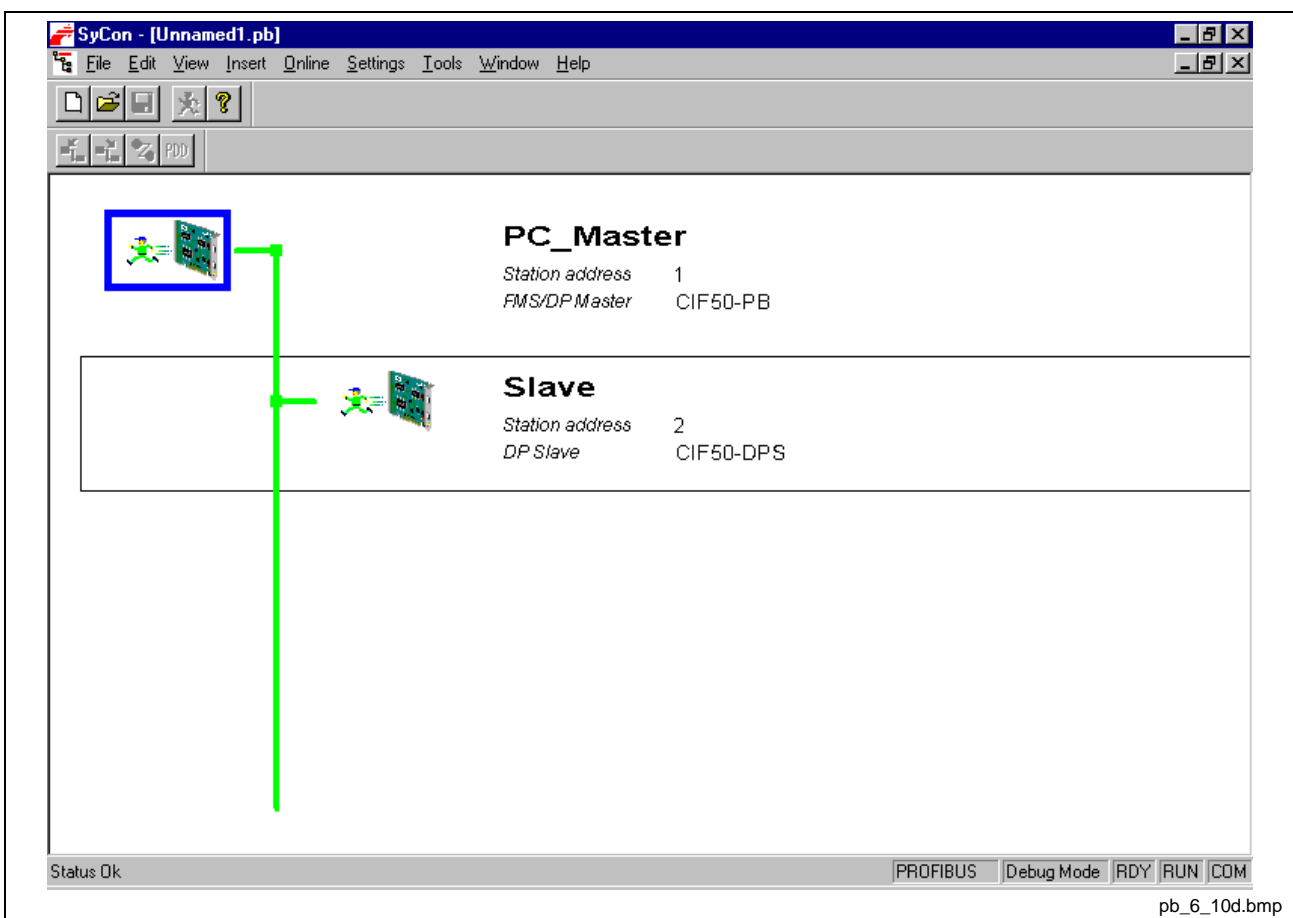 SyCon - [Unnamed1.pb]
File Edit View Insert Online Settings Tools Window Help
PDD
PC_Master
Station address 1
FMS/DP Master CIF50-PB
Slave
Station address 2
DP Slave CIF50-DPS
Status Ok PROFIBUS Debug Mode RDY RUN COM
pb_6_10d.bmp